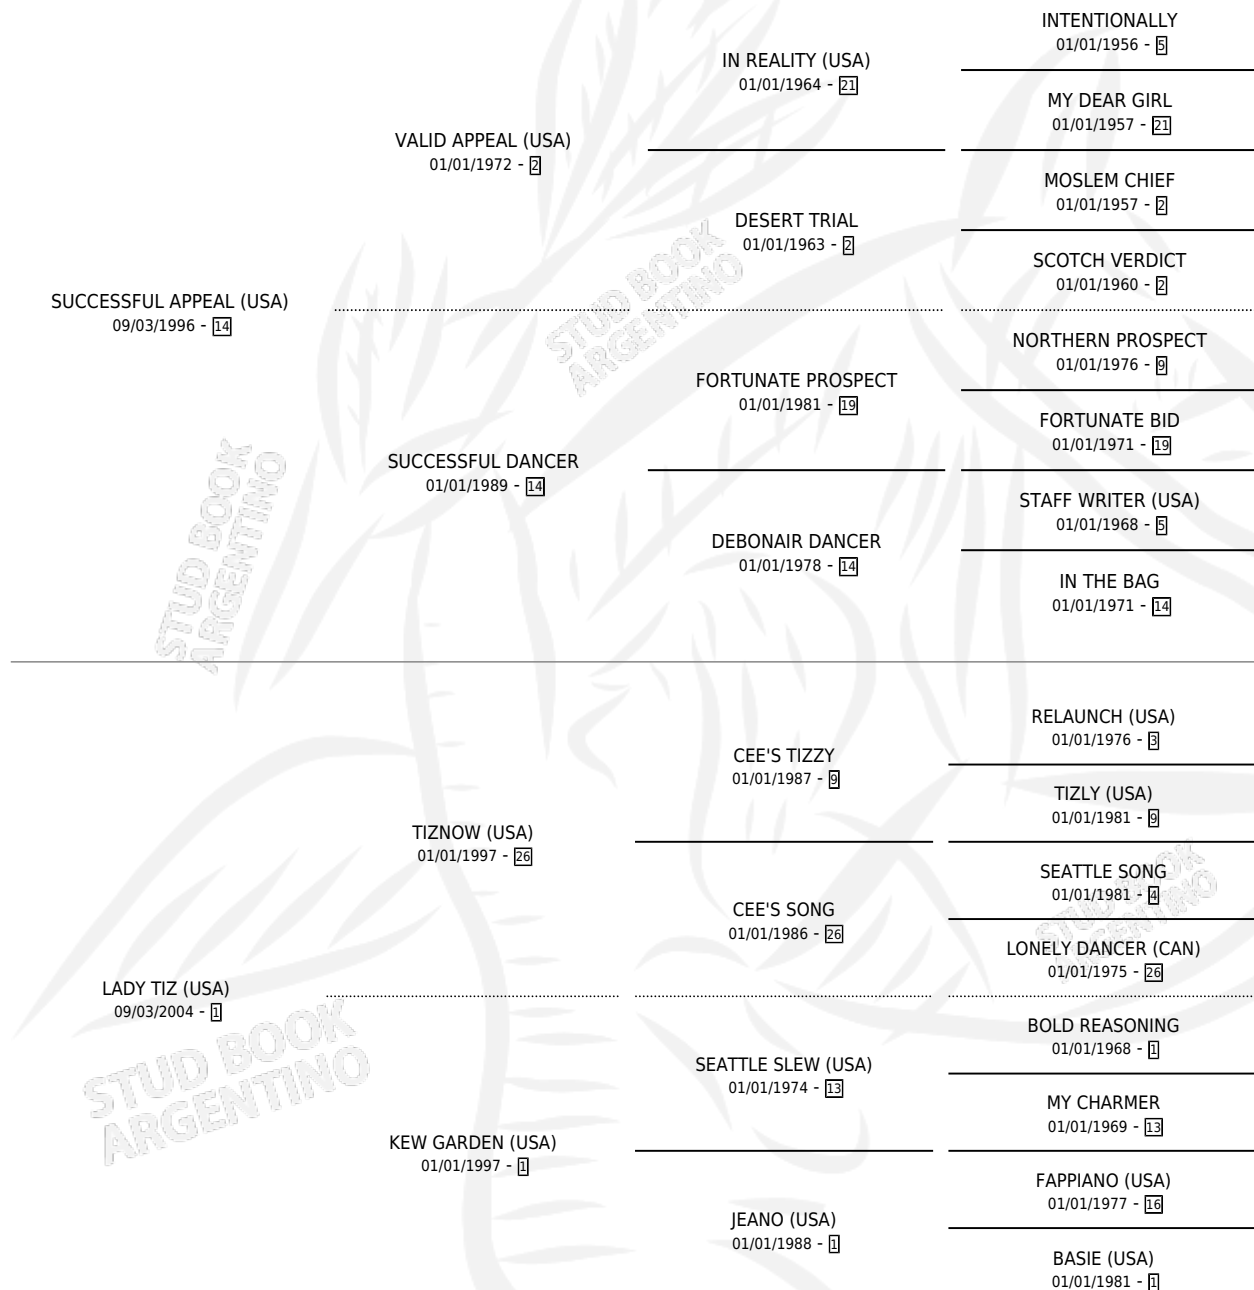 INTENTIONALLY
01/01/1956 - 5
IN REALITY (USA)
01/01/1964 - 21
MY DEAR GIRL
01/01/1957 - 21
VALID APPEAL (USA)
01/01/1972 - 2
MOSLEM CHIEF
01/01/1957 - 2
DESERT TRIAL
01/01/1963 - 2
SCOTCH VERDICT
01/01/1960 - 2
SUCCESSFUL APPEAL (USA)
09/03/1996 - 14
NORTHERN PROSPECT
01/01/1976 - 9
FORTUNATE PROSPECT
01/01/1981 - 19
FORTUNATE BID
01/01/1971 - 19
SUCCESSFUL DANCER
01/01/1989 - 14
STAFF WRITER (USA)
01/01/1968 - 5
DEBONAIR DANCER
01/01/1978 - 14
IN THE BAG
01/01/1971 - 14
STUD BOOK
ARGENTINO
STUD BOOK
ARGENTINO
RELAUNCH (USA)
01/01/1976 - 3
CEE'S TIZZY
01/01/1987 - 9
TIZLY (USA)
01/01/1981 - 9
TIZNOW (USA)
01/01/1997 - 26
SEATTLE SONG
01/01/1981 - 4
CEE'S SONG
01/01/1986 - 26
LONELY DANCER (CAN)
01/01/1975 - 26
LADY TIZ (USA)
09/03/2004 - 1
BOLD REASONING
01/01/1968 - 1
SEATTLE SLEW (USA)
01/01/1974 - 13
MY CHARMER
01/01/1969 - 13
KEW GARDEN (USA)
01/01/1997 - 1
FAPPIANO (USA)
01/01/1977 - 16
JEANO (USA)
01/01/1988 - 1
BASIE (USA)
01/01/1981 - 1
STUD BOOK
ARGENTINO
STUD BOOK
ARGENTINO